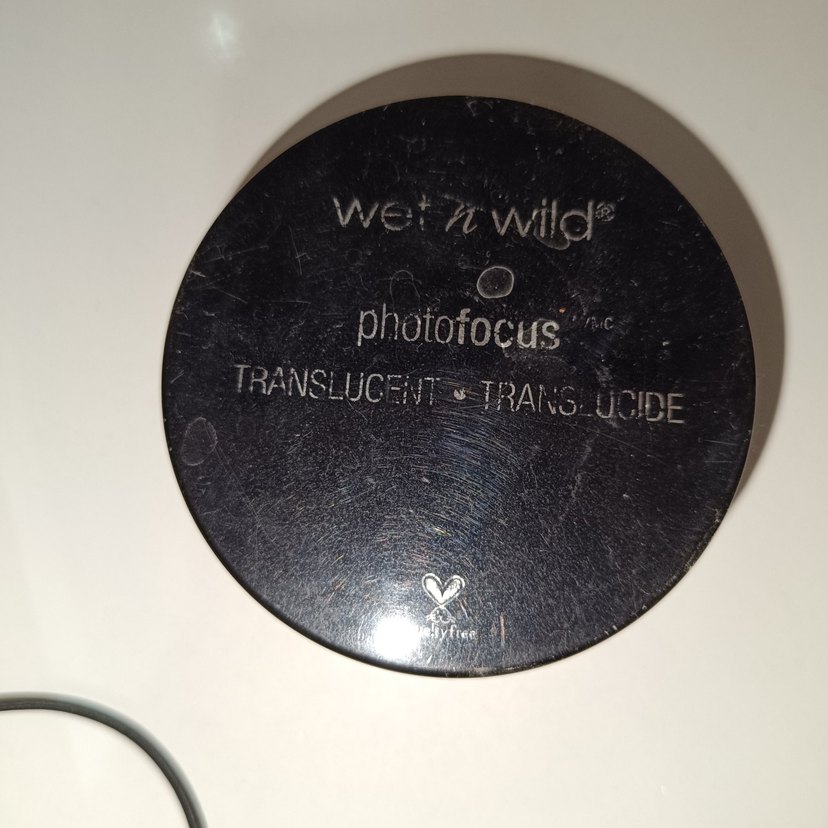 wet n wild®
photofocus
TRANSLUCENT • TRANSLUCIDE